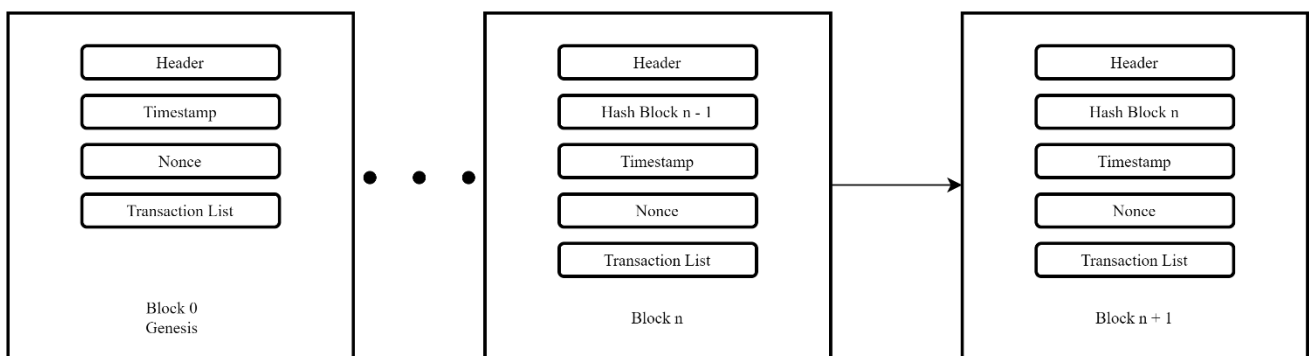 Header
Timestamp
Nonce
Transaction List
Block 0
Genesis
Header
Hash Block n - 1
Timestamp
Nonce
Transaction List
Block n
Header
Hash Block n
Timestamp
Nonce
Transaction List
Block n + 1